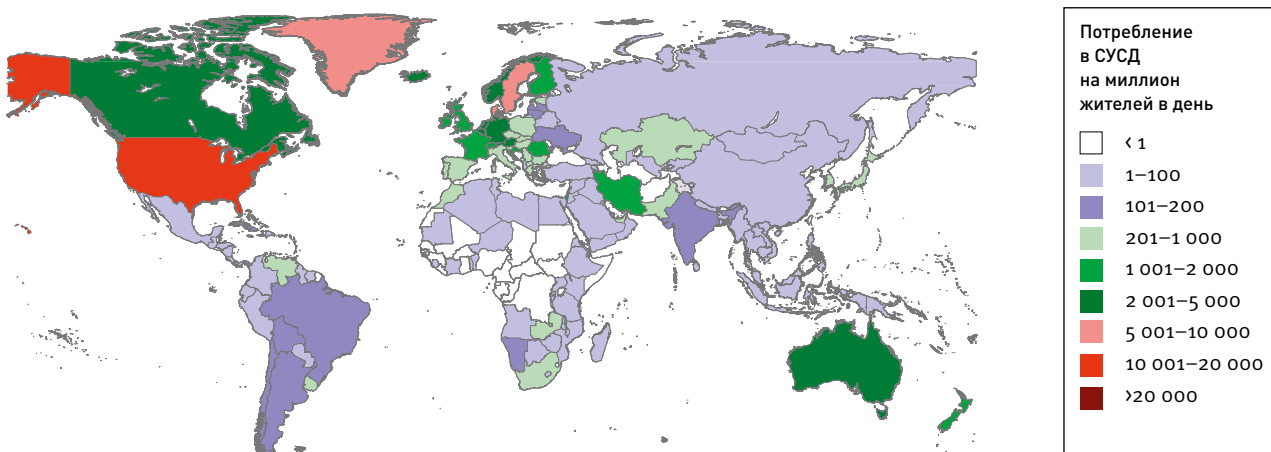 Потребление
в СУСД
на миллион
жителей в день
‹ 1
1–100
101–200
201–1 000
1 001–2 000
2 001–5 000
5 001–10 000
10 001–20 000
›20 000